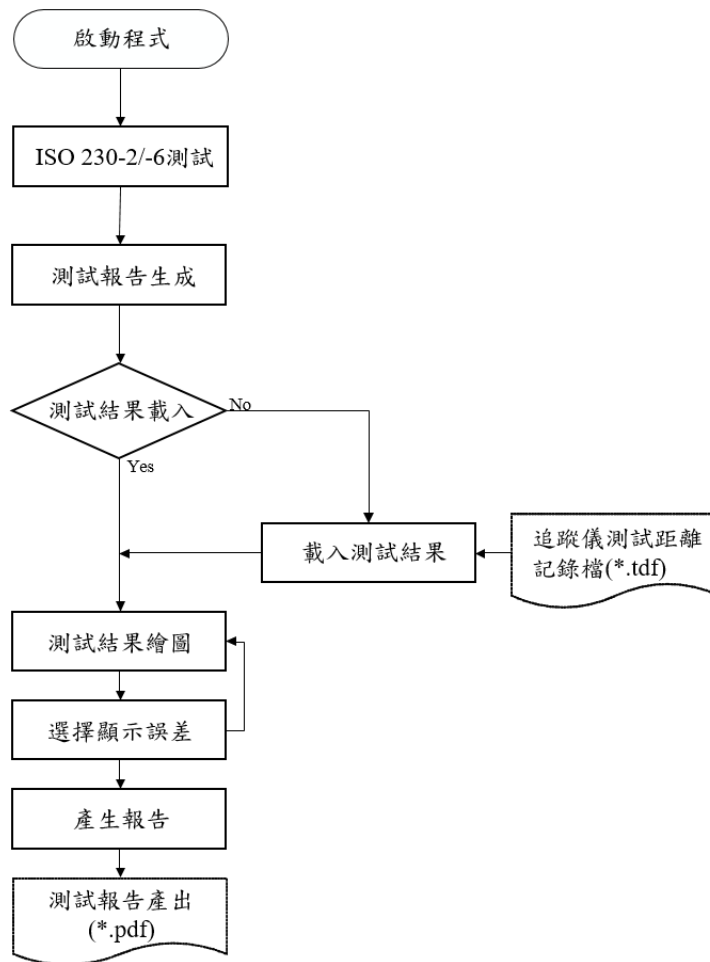 啟動程式
ISO 230-2/-6測試
測試報告生成
測試結果載入
No
Yes
載入測試結果
追蹤儀測試距離
記錄檔(*.tdf)
測試結果繪圖
選擇顯示誤差
產生報告
測試報告產出
(*.pdf)